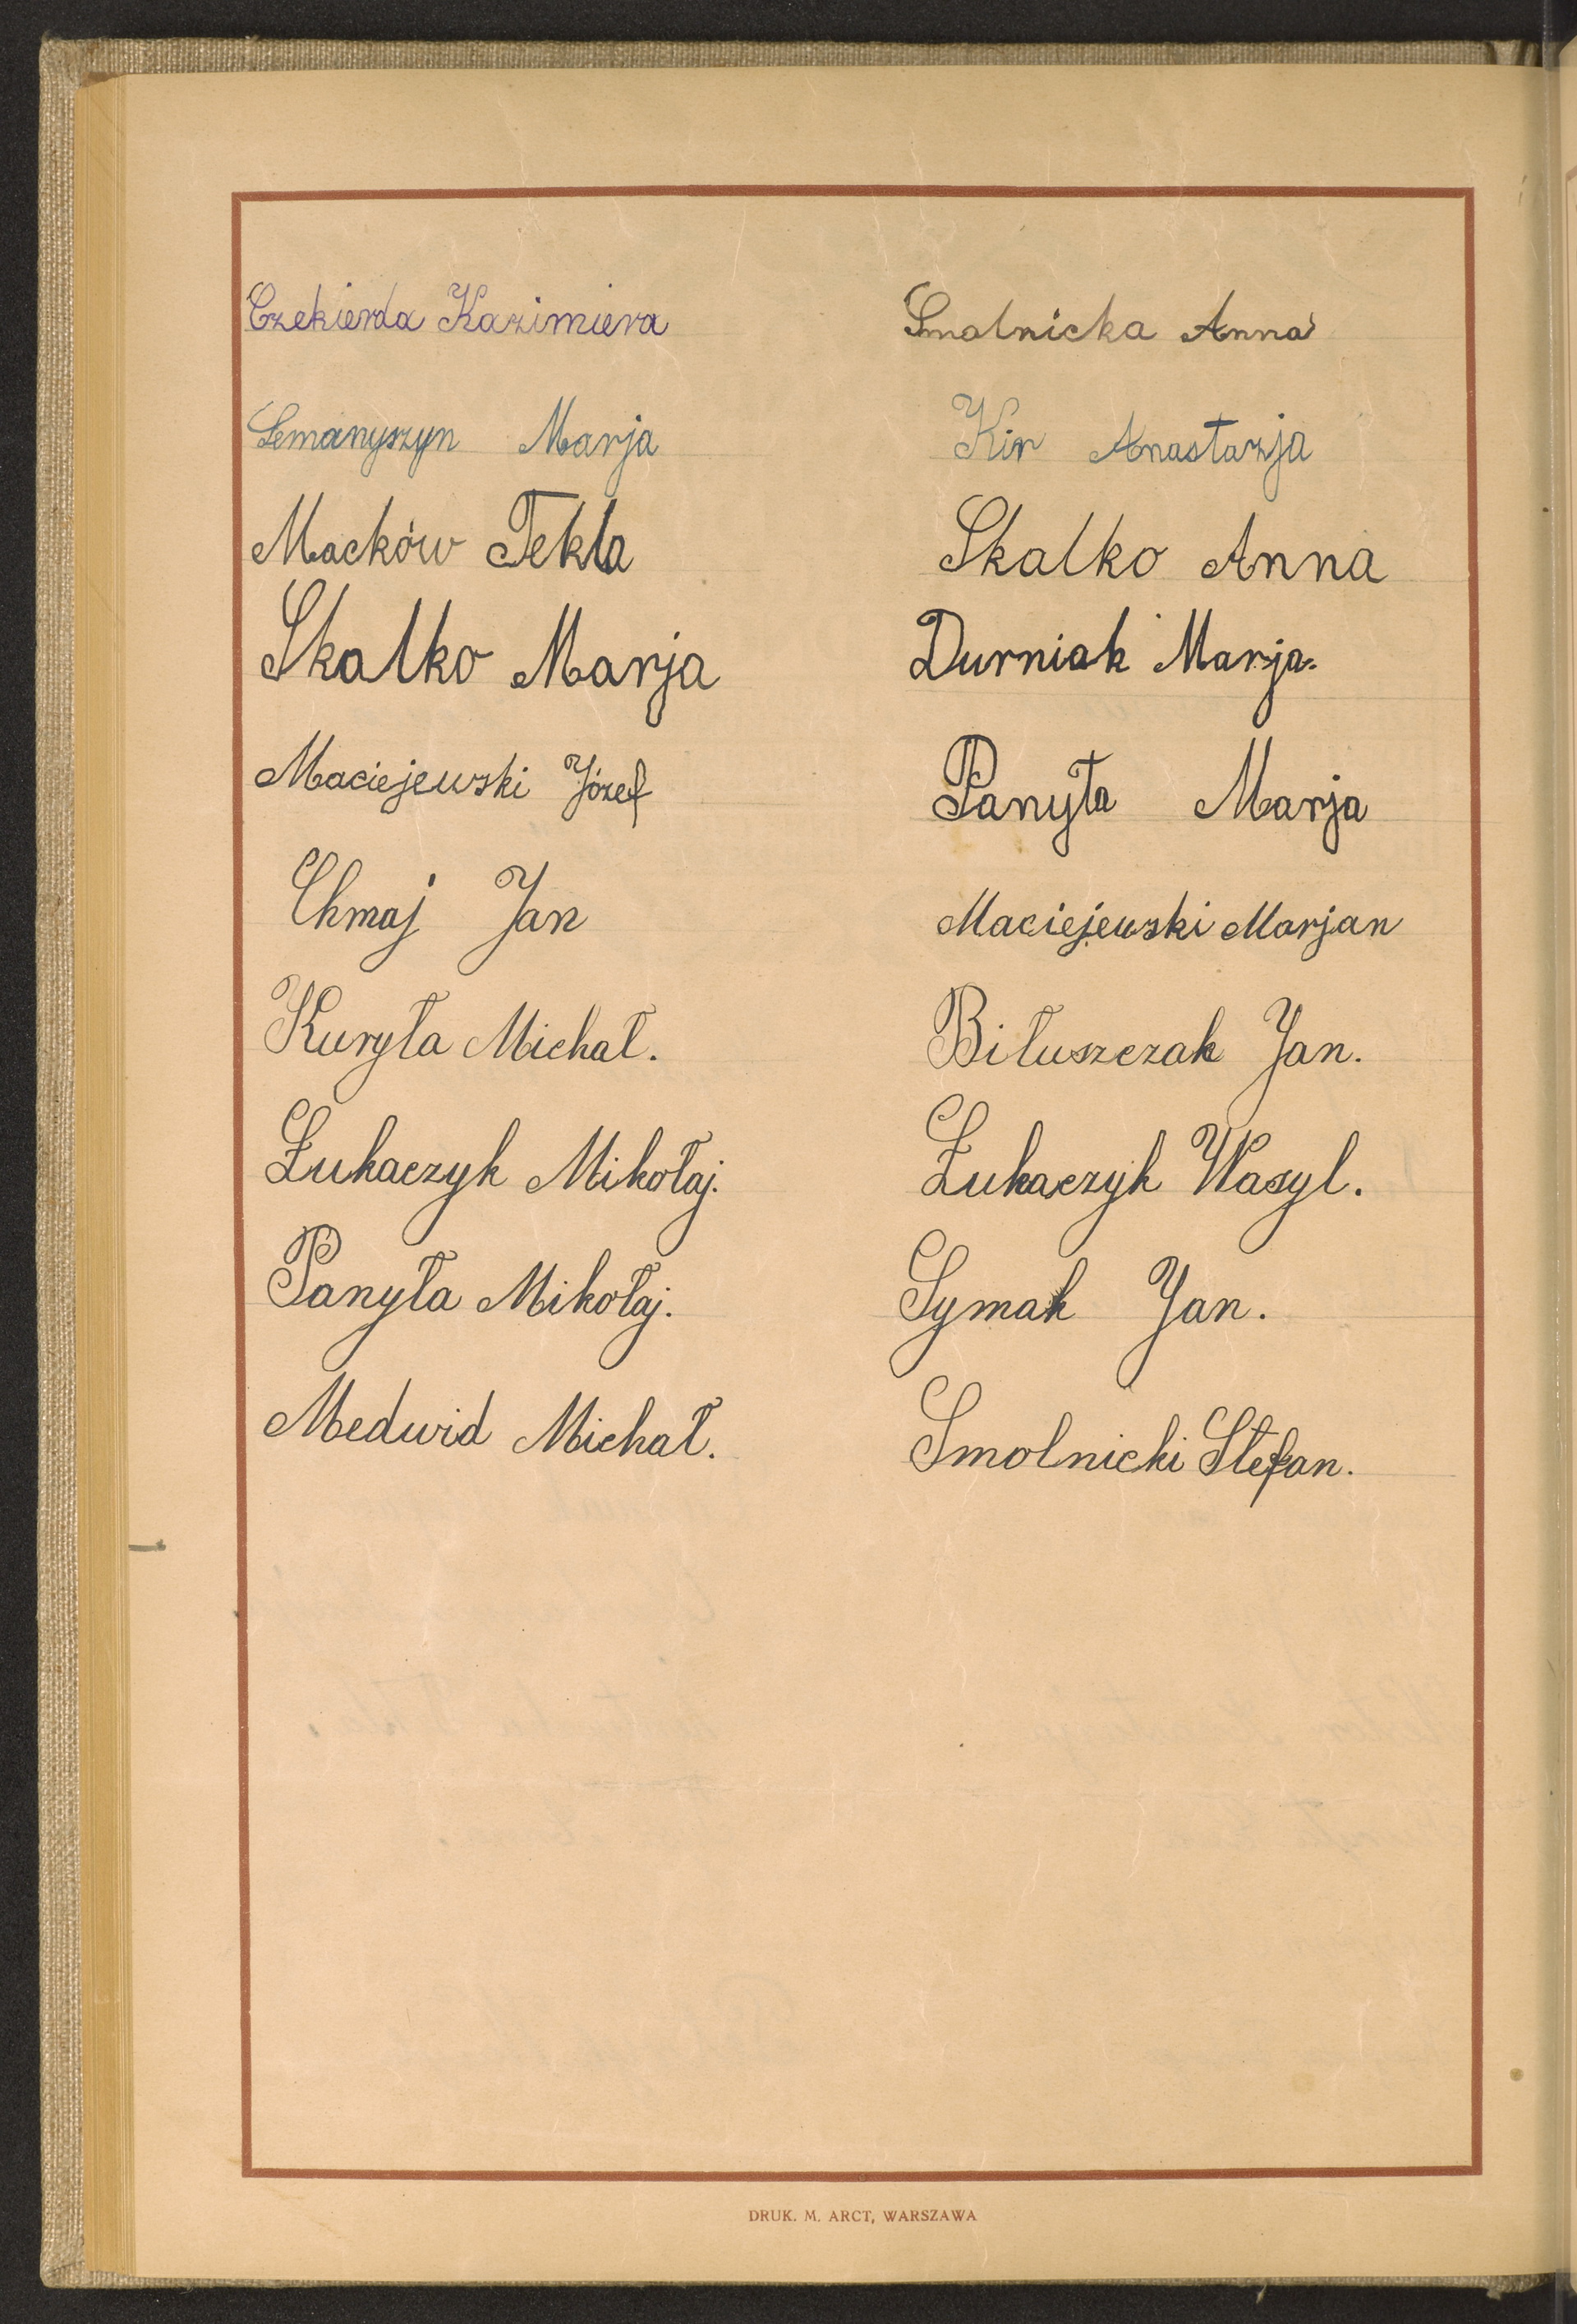 Czekierda Kazimiera
Smolnicka Anna
Semanyszyn Marja
Kir Anastazja
Macków Tekla
Skalko Anna
Skalko Marja
Durniak Marja.
Maciejewski Józef
Panyła Marja
Chmaj Jan
Maciejewski Marjan
Kuryła Michał.
Biłuszczak Jan.
Łukaczyk Mikołaj.
Łukaczyk Wasyl.
Panyła Mikołaj.
Symak Jan.
Medwid Michał.
Smolnicki Stefan.
DRUK. M. ARCT, WARSZAWA